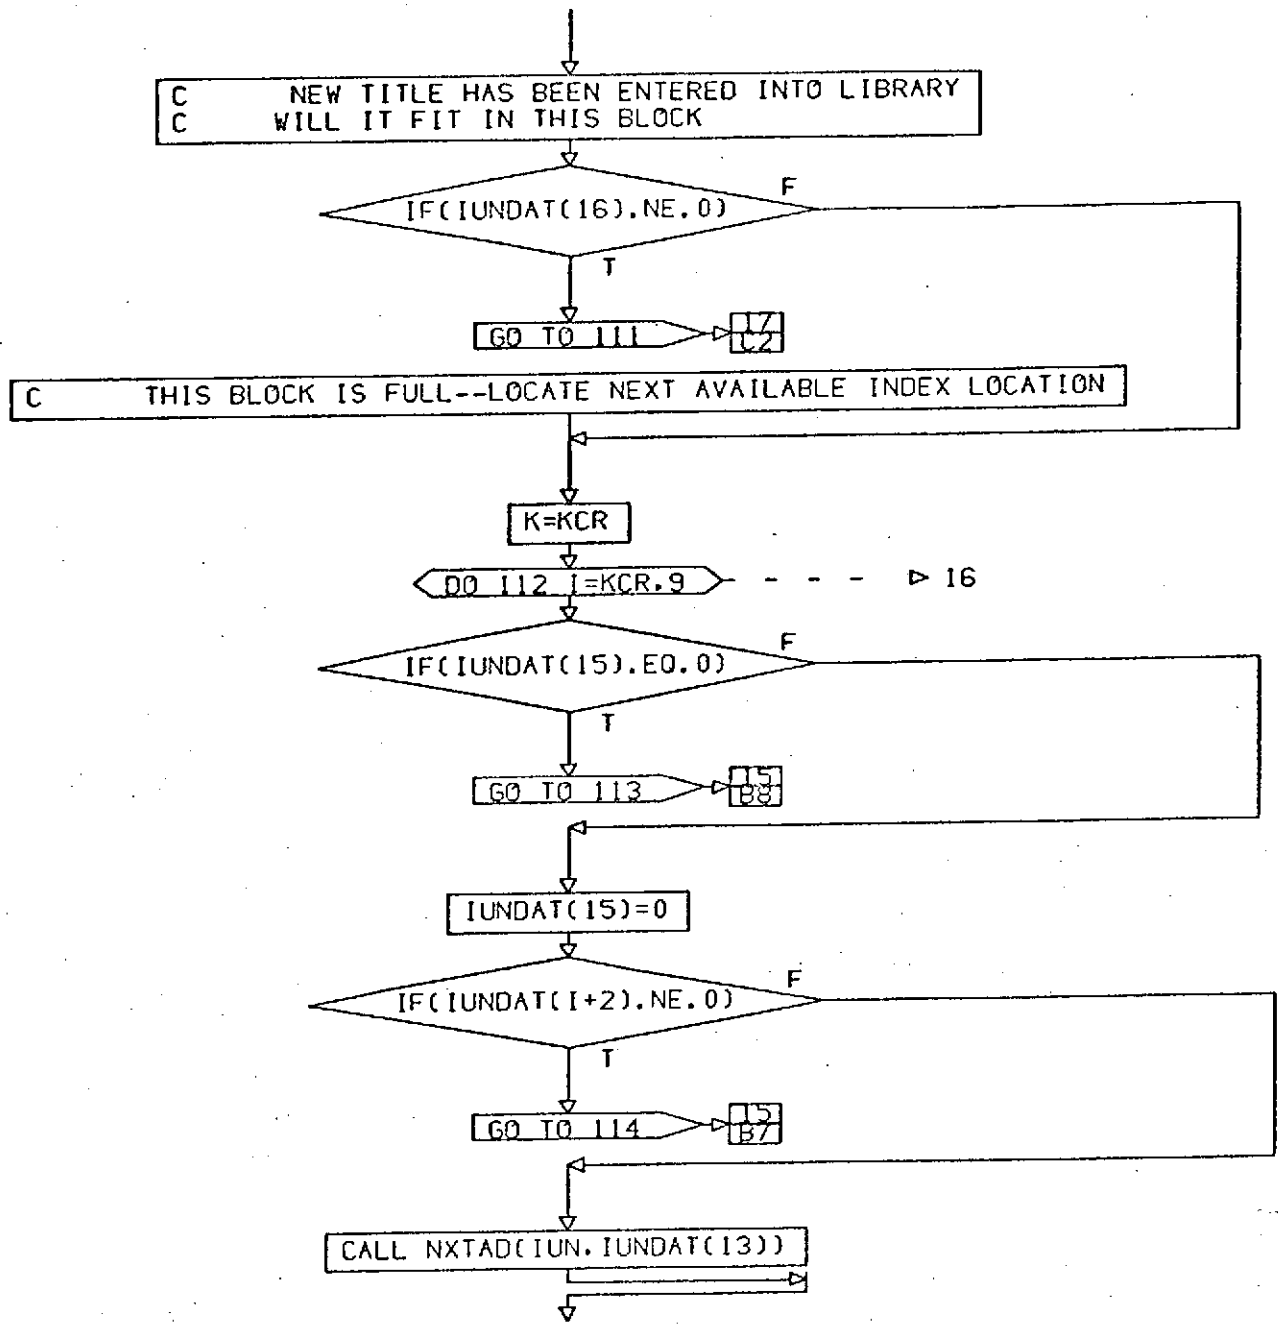 C NEW TITLE HAS BEEN ENTERED INTO LIBRARY
C WILL IT FIT IN THIS BLOCK
IF(IUNDAT(16).NE.0)
F
T
GO TO 111
17
C2
C THIS BLOCK IS FULL--LOCATE NEXT AVAILABLE INDEX LOCATION
K=KCR
DO 112 I=KCR.9
16
IF(IUNDAT(15).EQ.0)
F
T
GO TO 113
15
B8
IUNDAT(15)=0
IF(IUNDAT(I+2).NE.0)
F
T
GO TO 114
15
B7
CALL NXTAD(IUN.IUNDAT(13))